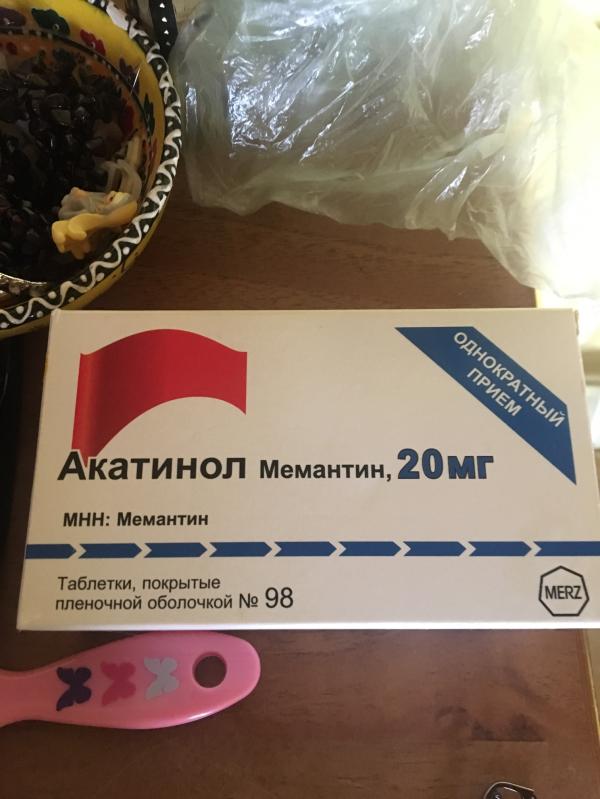 ОДНОКРАТНЫЙ
ПРИЕМ
Акатинол Мемантин, 20мг
МНН: Мемантин
Таблетки, покрытые
пленочной оболочкой № 98
MERZ